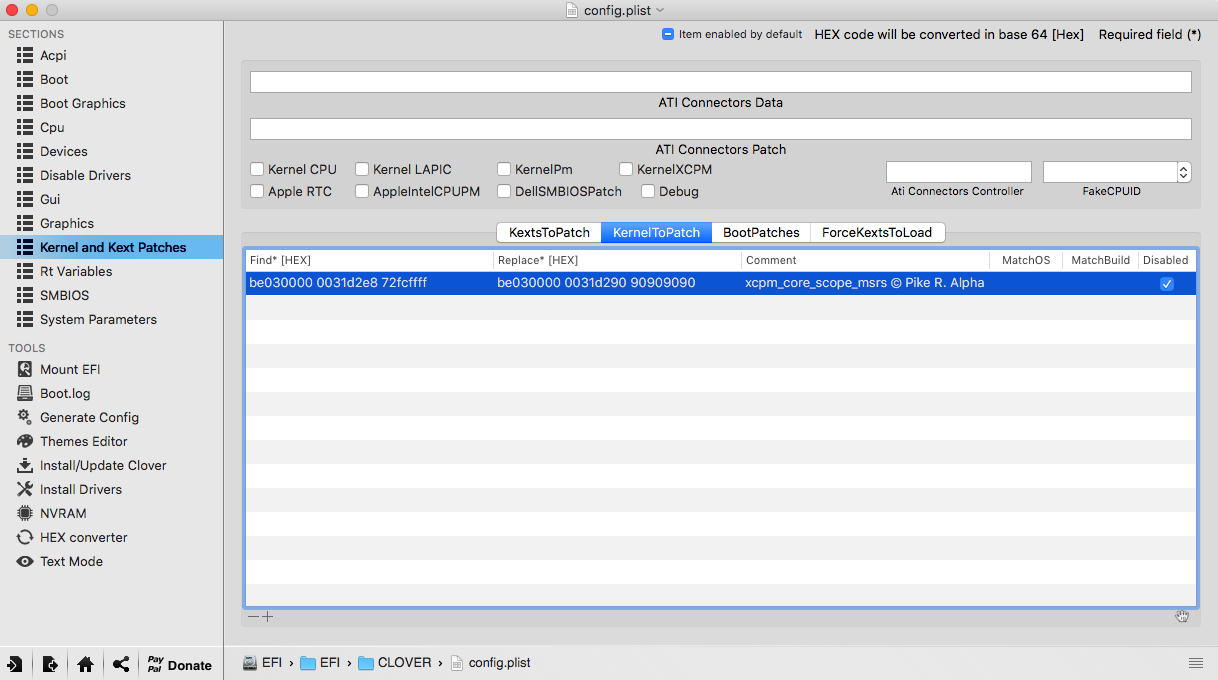 config.plist
SECTIONS
Acpi
Boot
Boot Graphics
Cpu
Devices
Disable Drivers
Gui
Graphics
Kernel and Kext Patches
Rt Variables
SMBIOS
System Parameters
TOOLS
Mount EFI
Boot.log
Generate Config
Themes Editor
Install/Update Clover
Install Drivers
NVRAM
HEX converter
Text Mode
Pay
Pal
Donate
Item enabled by default HEX code will be converted in base 64 [Hex] Required field (*)
ATI Connectors Data
ATI Connectors Patch
Kernel CPU Kernel LAPIC KernelPm KernelXCPM
Apple RTC AppleIntelCPUPM DellSMBIOSPatch Debug
Ati Connectors Controller FakeCPUID
KextsToPatch KernelToPatch BootPatches ForceKextsToLoad
Find* [HEX] Replace* [HEX] Comment MatchOS MatchBuild Disabled
be030000 0031d2e8 72fcffff be030000 0031d290 90909090 xcpm_core_scope_msrs © Pike R. Alpha
EFI › EFI › CLOVER › config.plist